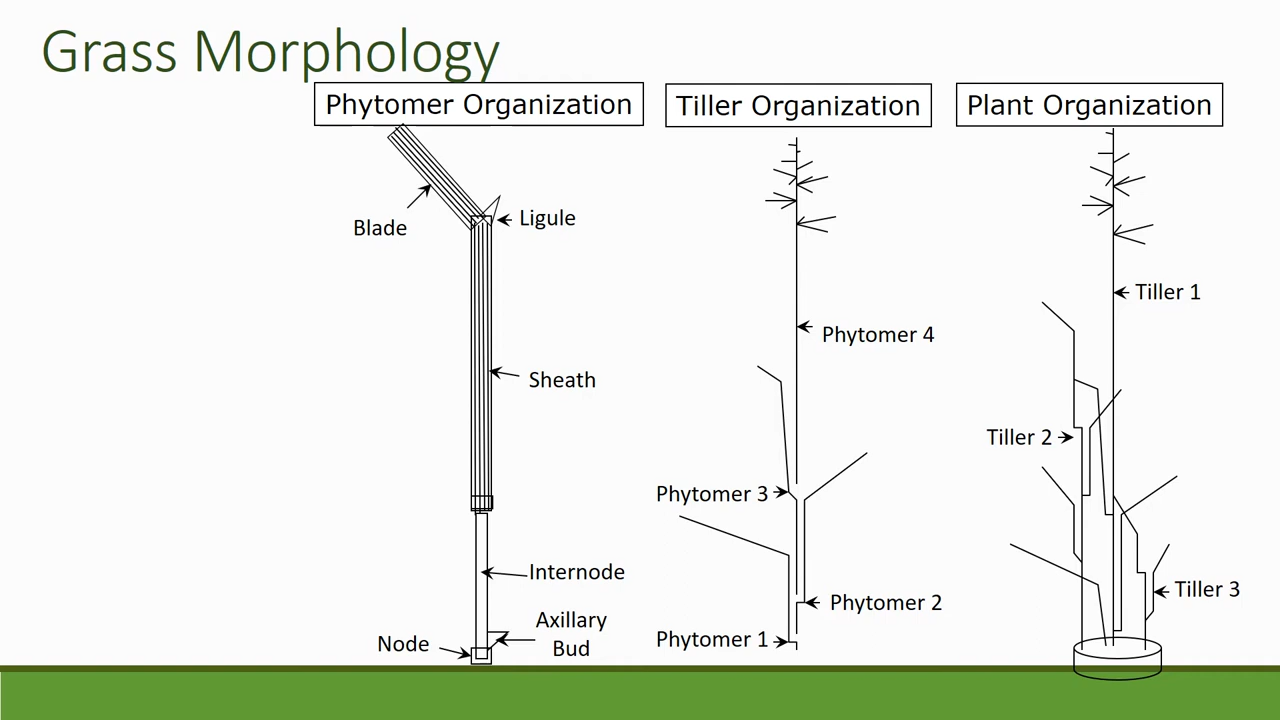 Grass Morphology
Phytomer Organization
Blade
Ligule
Sheath
Internode
Axillary
Bud
Node
Tiller Organization
Phytomer 4
Phytomer 3
Phytomer 2
Phytomer 1
Plant Organization
Tiller 1
Tiller 2
Tiller 3